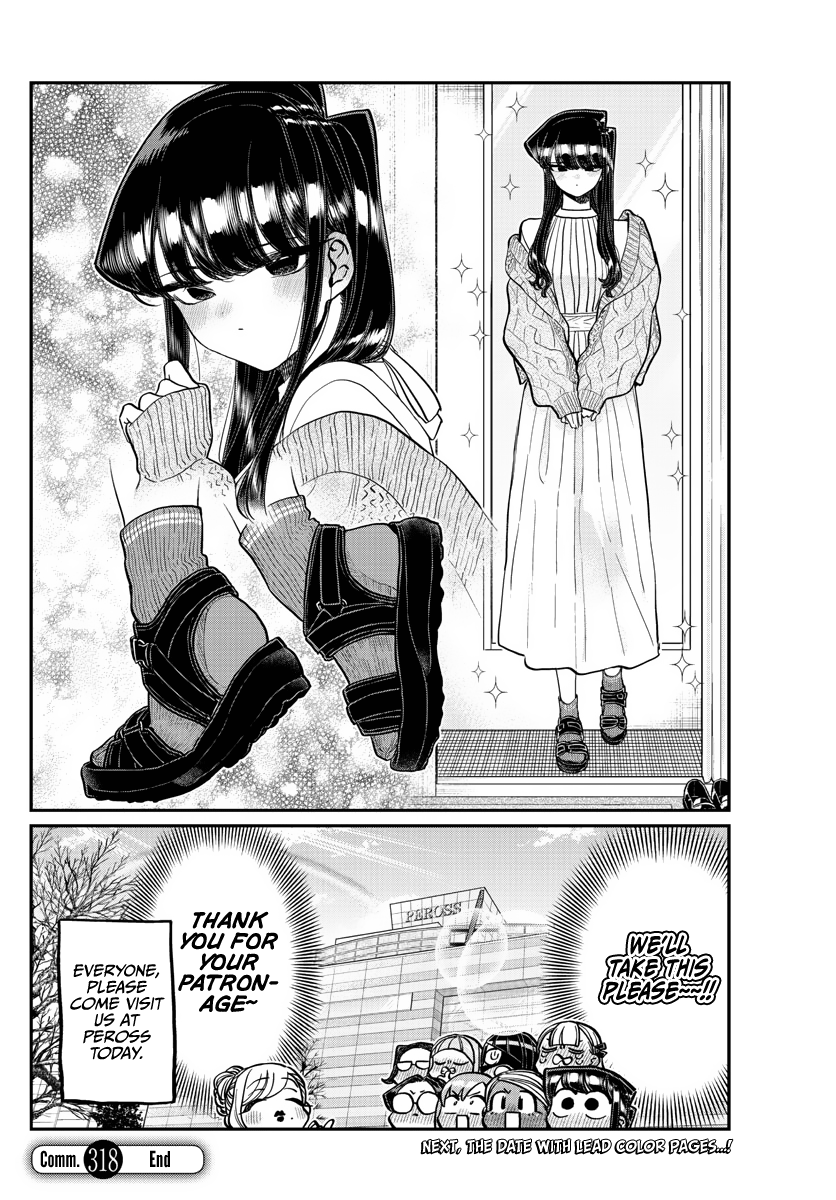 PEROSS
WE'LL
TAKE THIS
PLEASE~~!!
THANK
YOU FOR
YOUR
PATRON-
AGE~
EVERYONE,
PLEASE
COME VISIT
US AT
PEROSS
TODAY.
Comm. 318 End
NEXT, THE DATE WITH LEAD COLOR PAGES...!